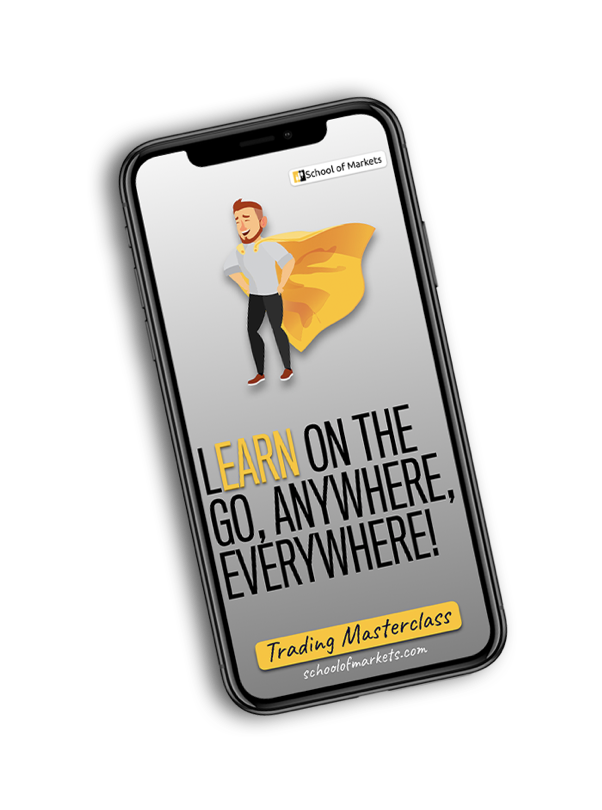 School of Markets
LEARN ON THE
GO, ANYWHERE,
EVERYWHERE!
Trading Masterclass
schoolofmarkets.com